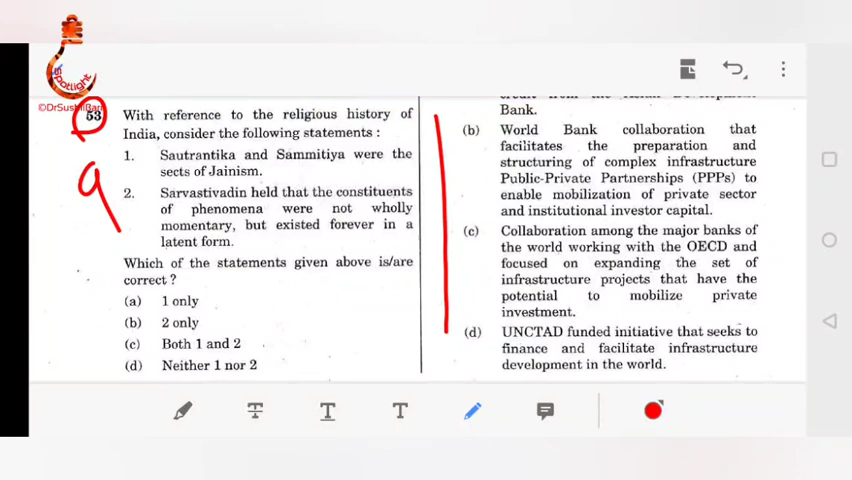 Spotlight
53
With reference to the religious history of
India, consider the following statements :
1. Sautrantika and Sammitiya were the
sects of Jainism.
2. Sarvastivadin held that the constituents
of phenomena were not wholly
momentary, but existed forever in a
latent form.
Which of the statements given above is/are
correct ?
(a) 1 only
(b) 2 only
(c) Both 1 and 2
(d) Neither 1 nor 2
Bank.
(b) World Bank collaboration that
facilitates the preparation and
structuring of complex infrastructure
Public-Private Partnerships (PPPs) to
enable mobilization of private sector
and institutional investor capital.
(c) Collaboration among the major banks of
the world working with the OECD and
focused on expanding the set of
infrastructure projects that have the
potential to mobilize private
investment.
(d) UNCTAD funded initiative that seeks to
finance and facilitate infrastructure
development in the world.
T T T